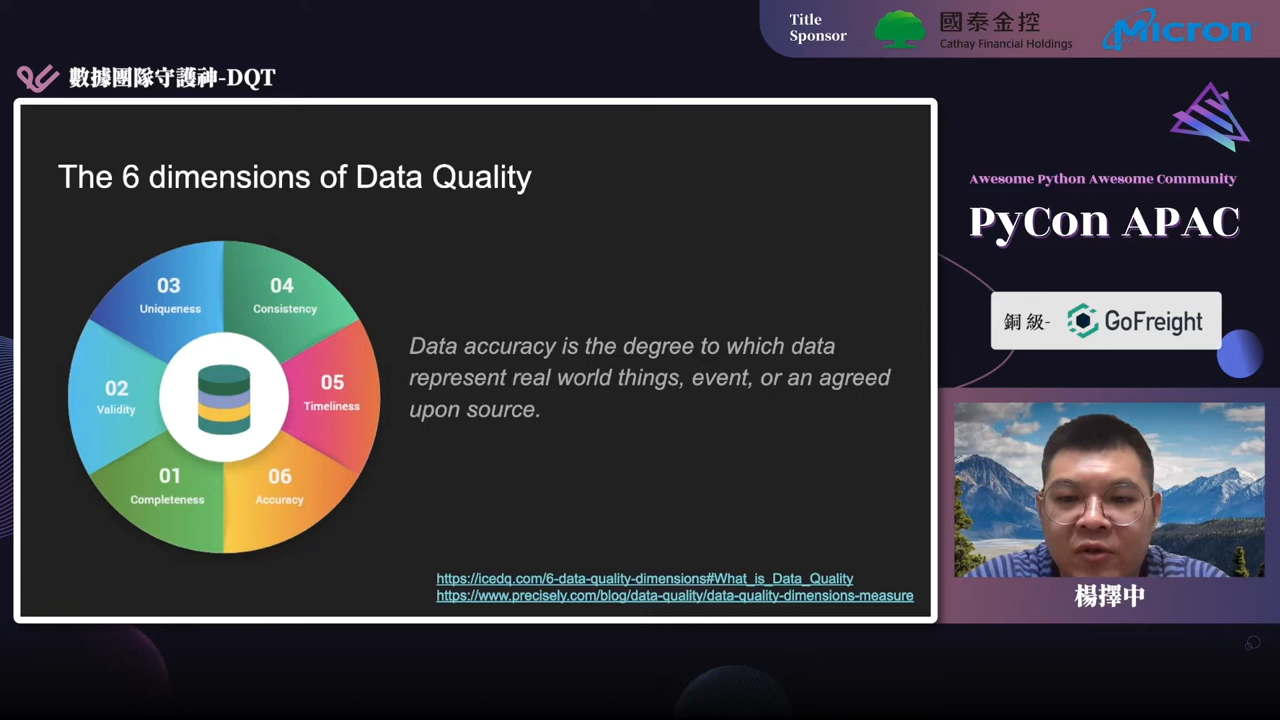 Title
Sponsor
國泰金控
Cathay Financial Holdings
Micron
數據團隊守護神-DQT
The 6 dimensions of Data Quality
03
Uniqueness
04
Consistency
02
Validity
05
Timeliness
01
Completeness
06
Accuracy
Data accuracy is the degree to which data
represent real world things, event, or an agreed
upon source.
https://icedq.com/6-data-quality-dimensions#What_is_Data_Quality
https://www.precisely.com/blog/data-quality/data-quality-dimensions-measure
Awesome Python Awesome Community
PyCon APAC
銅級- GoFreight
楊擇中